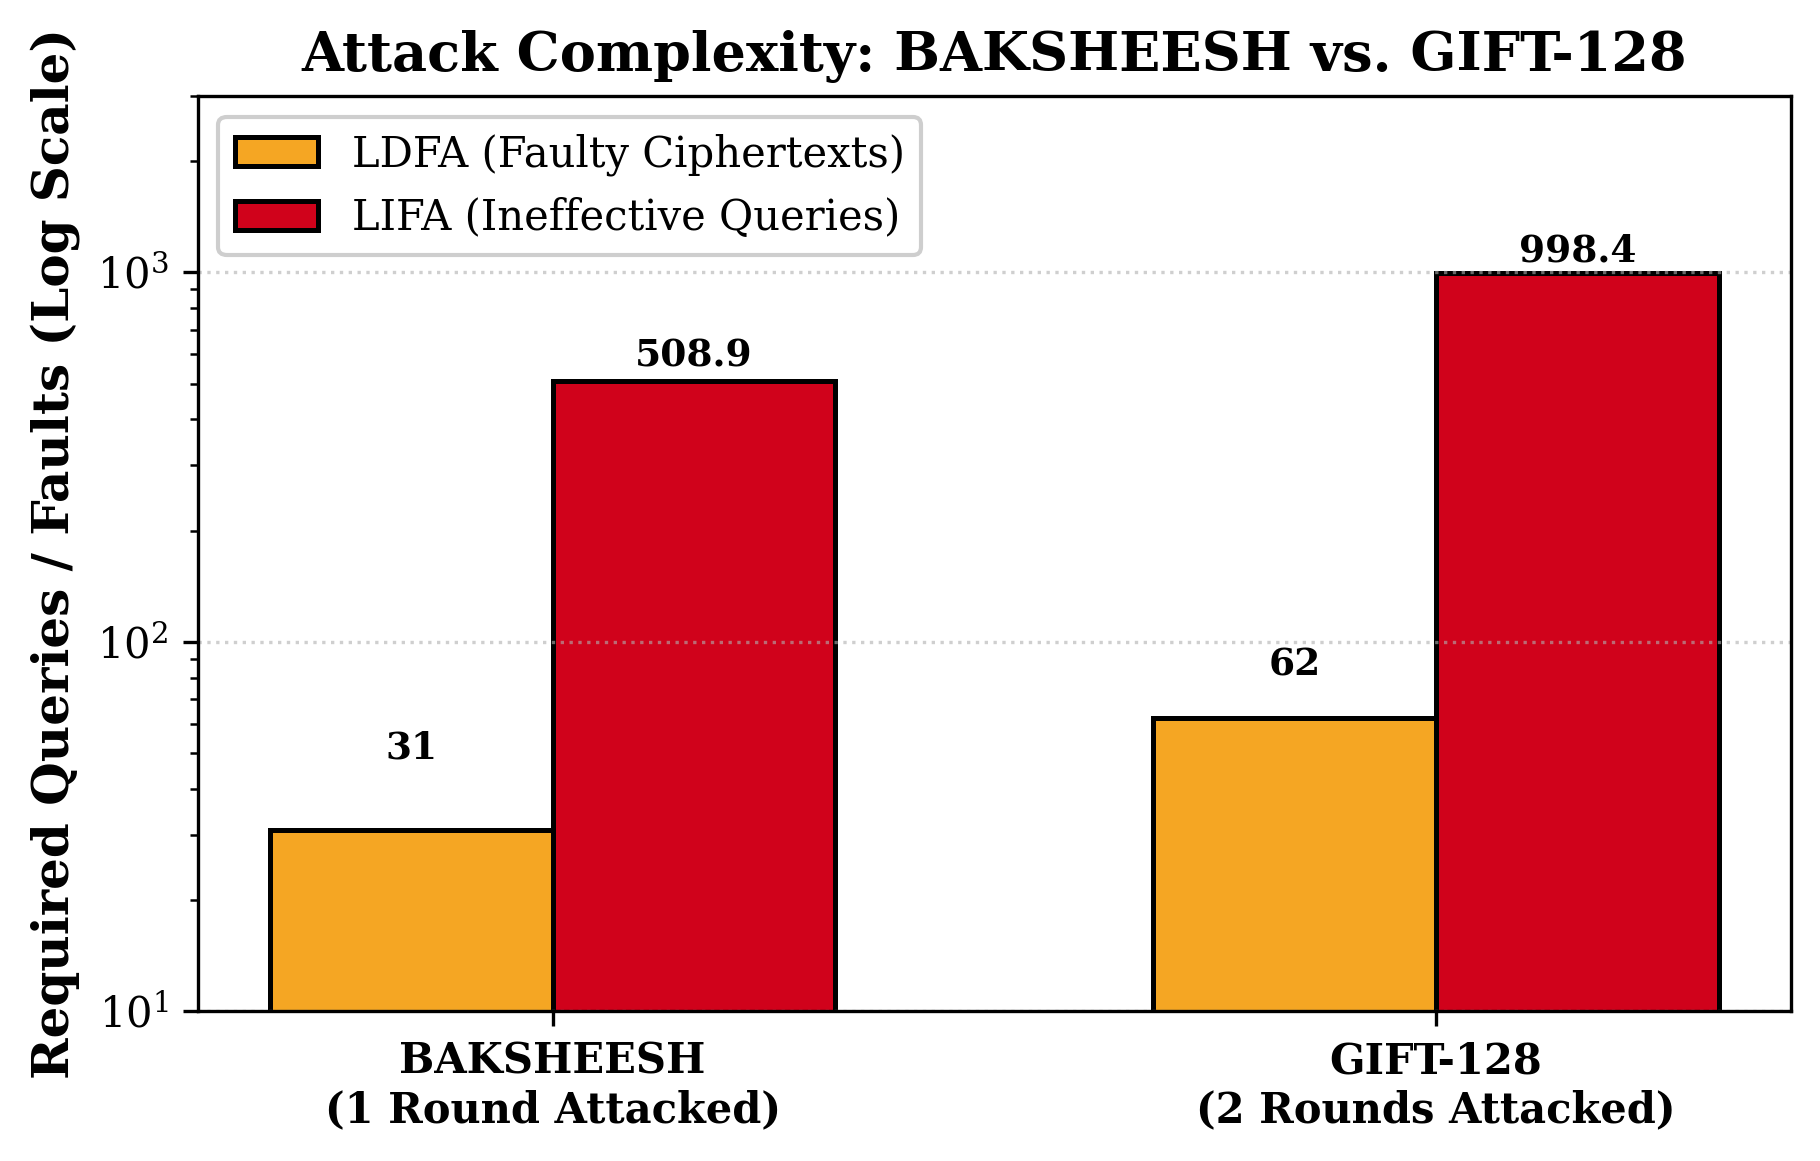 Attack Complexity: BAKSHEESH vs. GIFT-128
Required Queries / Faults (Log Scale)
LDFA (Faulty Ciphertexts)
LIFA (Ineffective Queries)
10³
10²
10¹
31
508.9
62
998.4
BAKSHEESH
(1 Round Attacked)
GIFT-128
(2 Rounds Attacked)